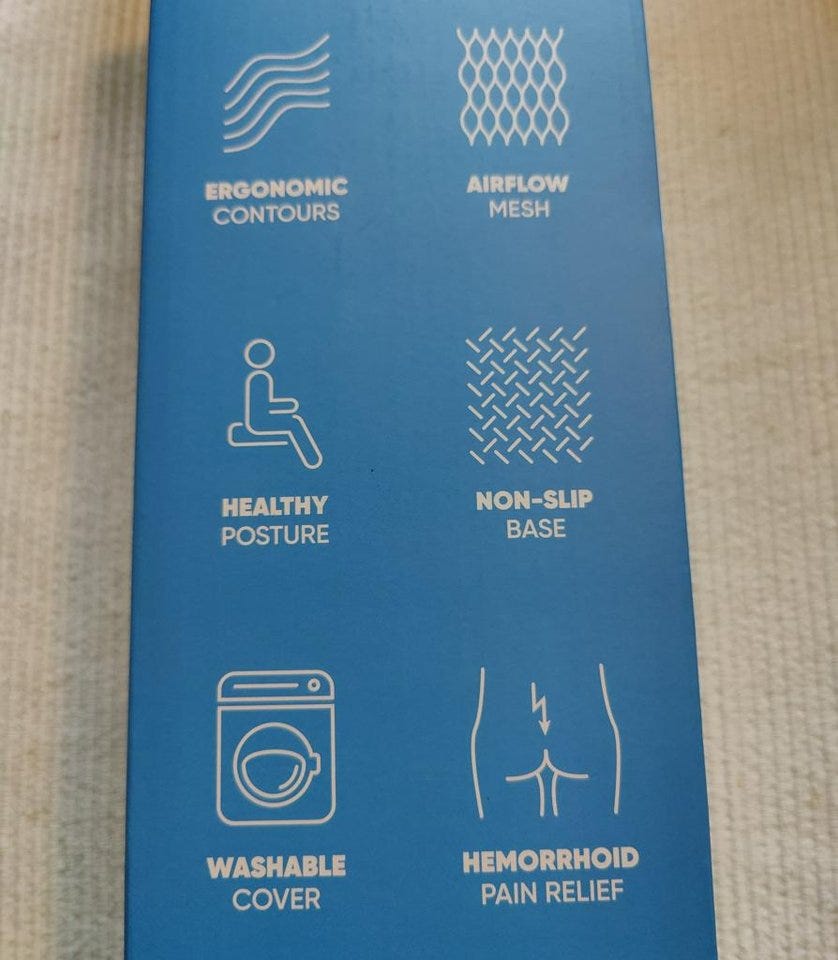 ERGONOMIC
CONTOURS
AIRFLOW
MESH
HEALTHY
POSTURE
NON-SLIP
BASE
WASHABLE
COVER
HEMORRHOID
PAIN RELIEF